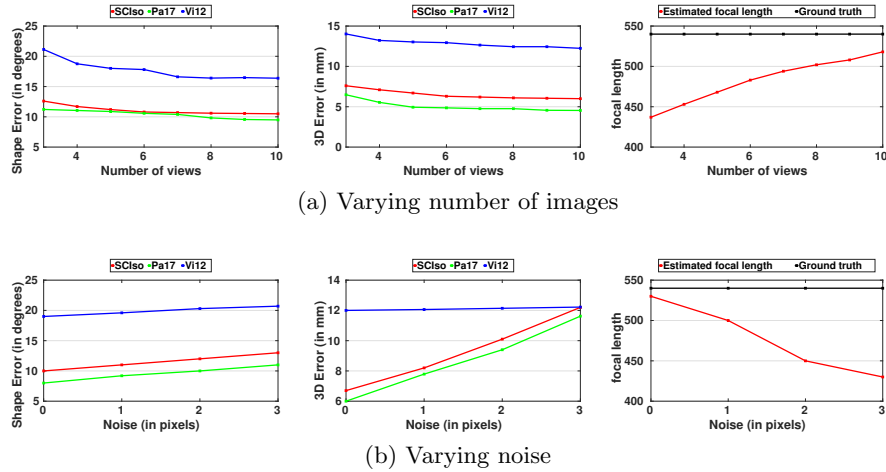 SCIso Pa17 Vi12
25
20
15
10
5
4 6 8 10
Shape Error (in degrees)
Number of views
SCIso Pa17 Vi12
15
10
5
0
4 6 8 10
3D Error (in mm)
Number of views
Estimated focal length Ground truth
550
500
450
400
4 5 6 7 8 9 10
focal length
Number of views
(a) Varying number of images
SCIso Pa17 Vi12
25
20
15
10
5
0 1 2 3
Shape Error (in degrees)
Noise (in pixels)
SCIso Pa17 Vi12
14
12
10
8
6
0 1 2 3
3D Error (in mm)
Noise (in pixels)
Estimated focal length Ground truth
550
500
450
400
0 1 2 3
focal length
Noise (in pixels)
(b) Varying noise